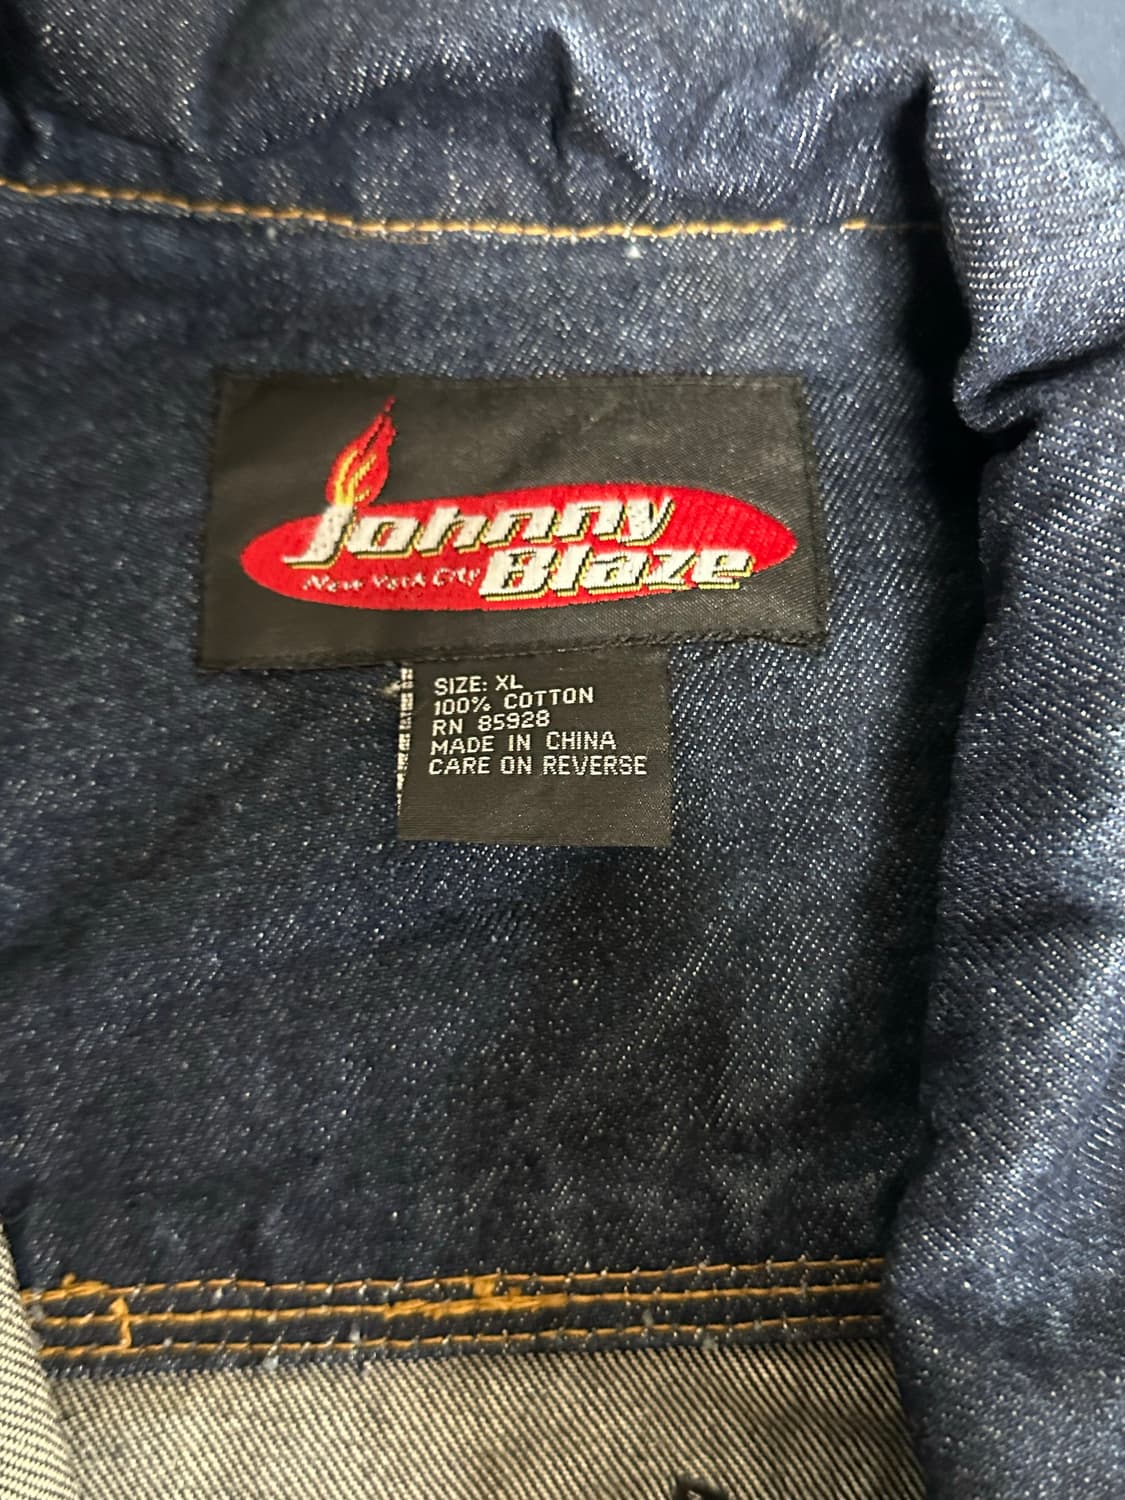 Johnny
New York City Blaze
SIZE: XL
100% COTTON
RN 85928
MADE IN CHINA
CARE ON REVERSE